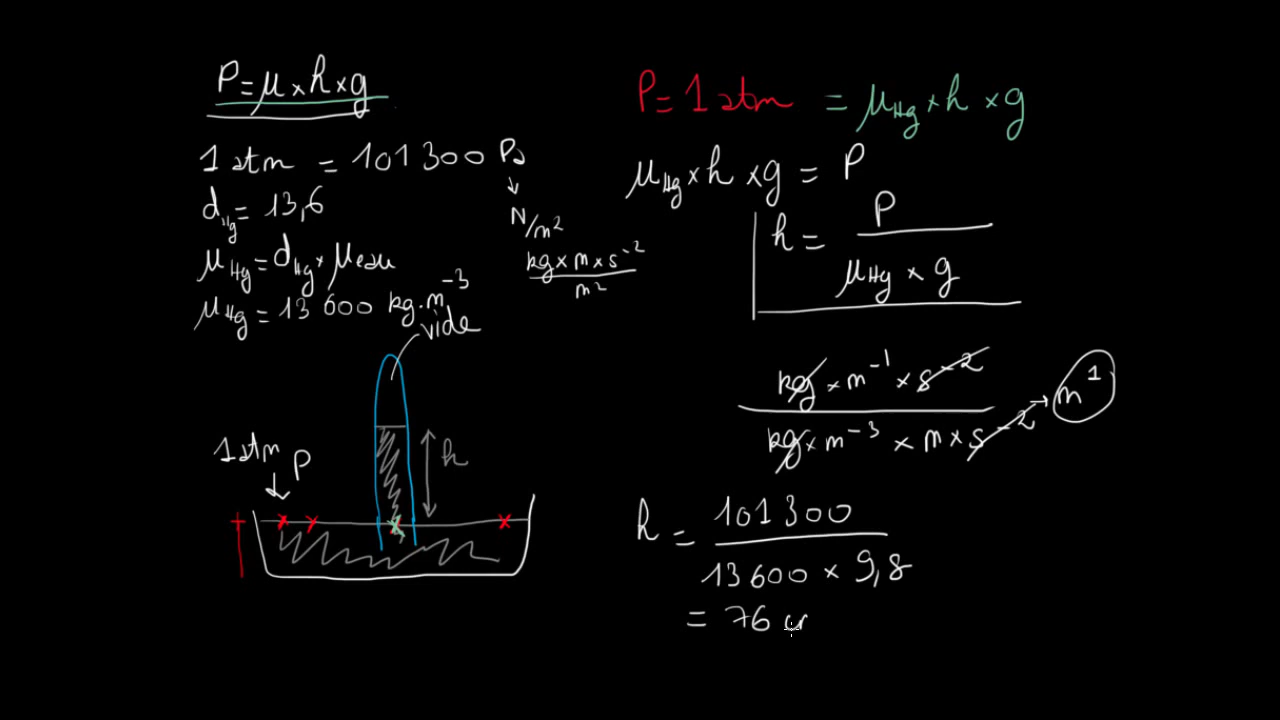 P=μ×h×g
1 atm = 101 300 Pa
↓
N/m²
kg×m×s⁻²
m²
d_Hg = 13,6
μ_Hg = d_Hg × μ_eau
μ_Hg = 13 600 kg.m⁻³
vide
1 atm
P
h
P= 1 atm = μ_Hg × h × g
μ_Hg × h × g = P
h = P
μ_Hg × g
kg × m⁻¹ × s⁻²
kg × m⁻³ × m × s⁻² → m¹
h = 101 300
13 600 × 9,8
= 76